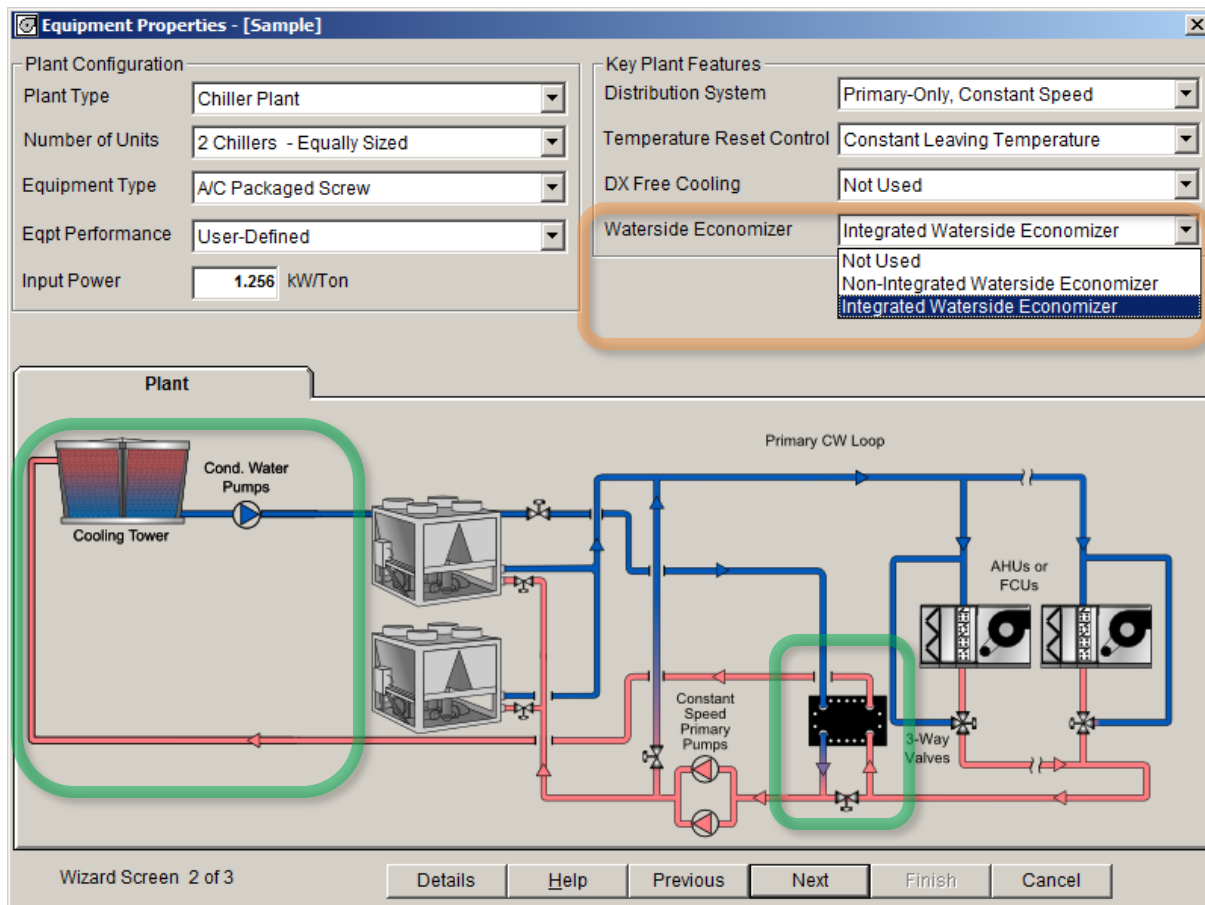 Equipment Properties - [Sample]
Plant Configuration
Plant Type
Chiller Plant
Number of Units
2 Chillers - Equally Sized
Equipment Type
A/C Packaged Screw
Eqpt Performance
User-Defined
Input Power
1.256 kW/Ton
Key Plant Features
Distribution System
Primary-Only, Constant Speed
Temperature Reset Control
Constant Leaving Temperature
DX Free Cooling
Not Used
Waterside Economizer
Integrated Waterside Economizer
Not Used
Non-Integrated Waterside Economizer
Integrated Waterside Economizer
Plant
Primary CW Loop
Cond. Water
Pumps
Cooling Tower
AHUs or
FCUs
Constant
Speed
Primary
Pumps
3-Way
Valves
Wizard Screen 2 of 3
Details
Help
Previous
Next
Finish
Cancel